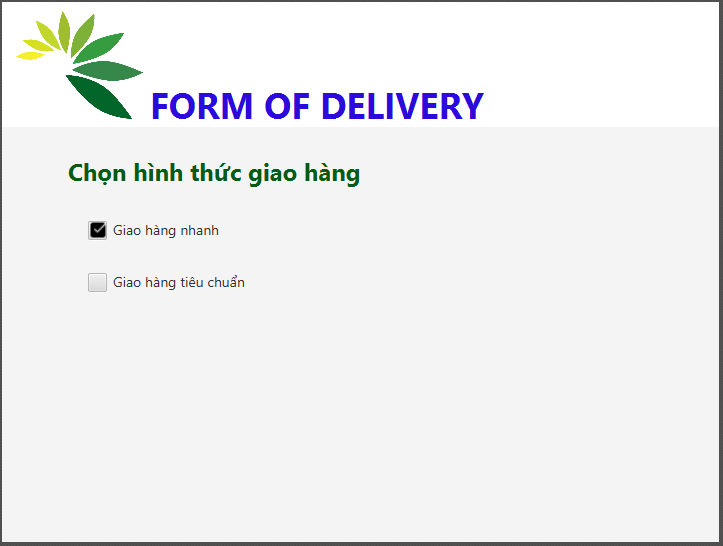 FORM OF DELIVERY
Chọn hình thức giao hàng
Giao hàng nhanh
Giao hàng tiêu chuẩn